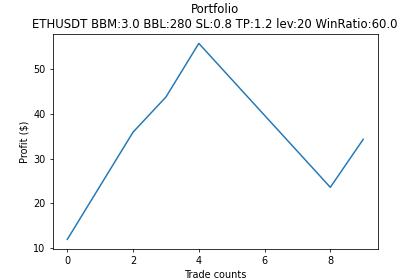 Portfolio
ETHUSDT BBM:3.0 BBL:280 SL:0.8 TP:1.2 lev:20 WinRatio:60.0
Profit ($)
50
40
30
20
10
0 2 4 6 8
Trade counts